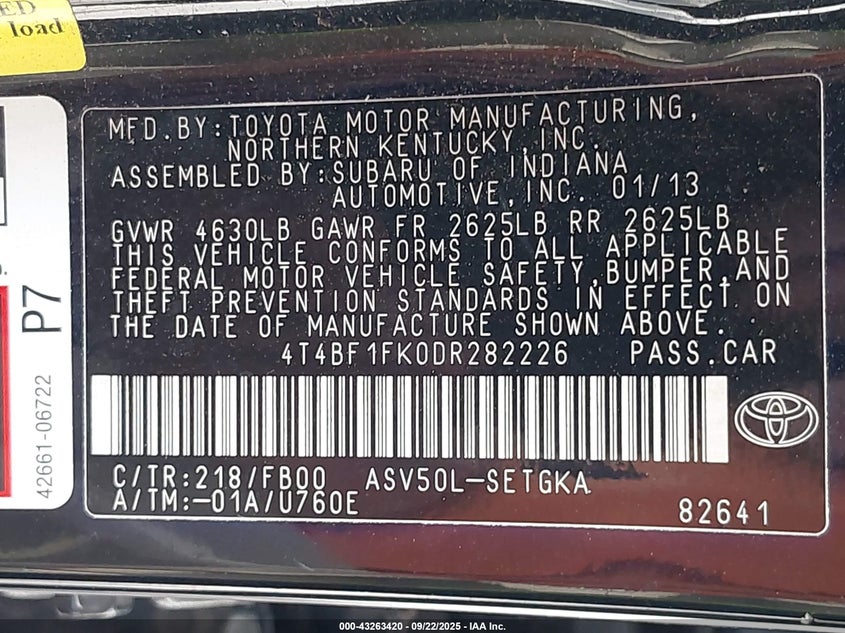 ED
load
P7
42661-06722
MFD.BY:TOYOTA MOTOR MANUFACTURING,
NORTHERN KENTUCKY,INC.
ASSEMBLED BY:SUBARU OF INDIANA
AUTOMOTIVE,INC. 01/13
GVWR 4630LB GAWR FR 2625LB RR 2625LB
THIS VEHICLE CONFORMS TO ALL APPLICABLE
FEDERAL MOTOR VEHICLE SAFETY,BUMPER,AND
THEFT PREVENTION STANDARDS IN EFFECT ON
THE DATE OF MANUFACTURE SHOWN ABOVE.
4T4BF1FK0DR282226 PASS.CAR
C/TR:218/FB00 ASV50L-SETGKA
A/TM:-01A/U760E
82641
000-43263420 - 09/22/2025 - IAA Inc.